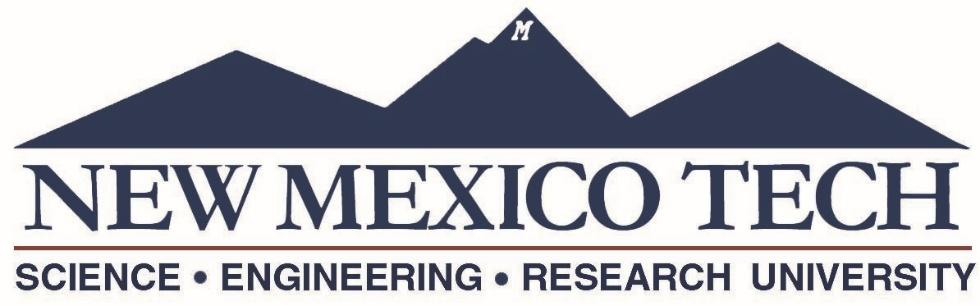 M
NEW MEXICO TECH
SCIENCE • ENGINEERING • RESEARCH UNIVERSITY